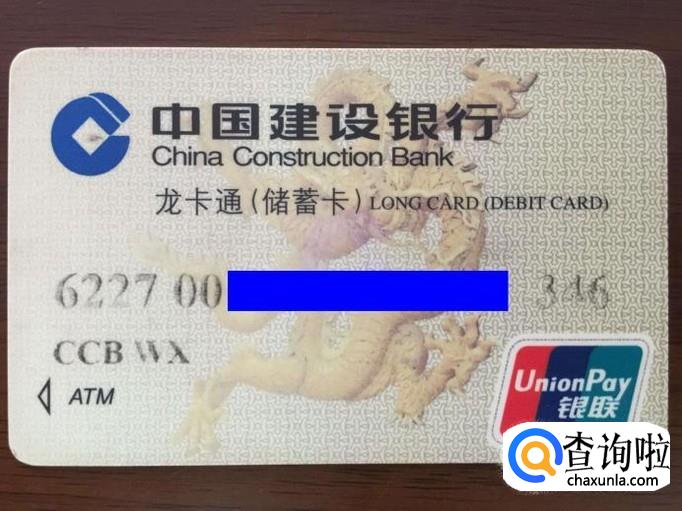 中国建设银行
China Construction Bank
龙卡通(储蓄卡) LONG CARD (DEBIT CARD)
6227 00 346
CCB WX
ATM
UnionPay
银联
查询啦
chaxunla.com